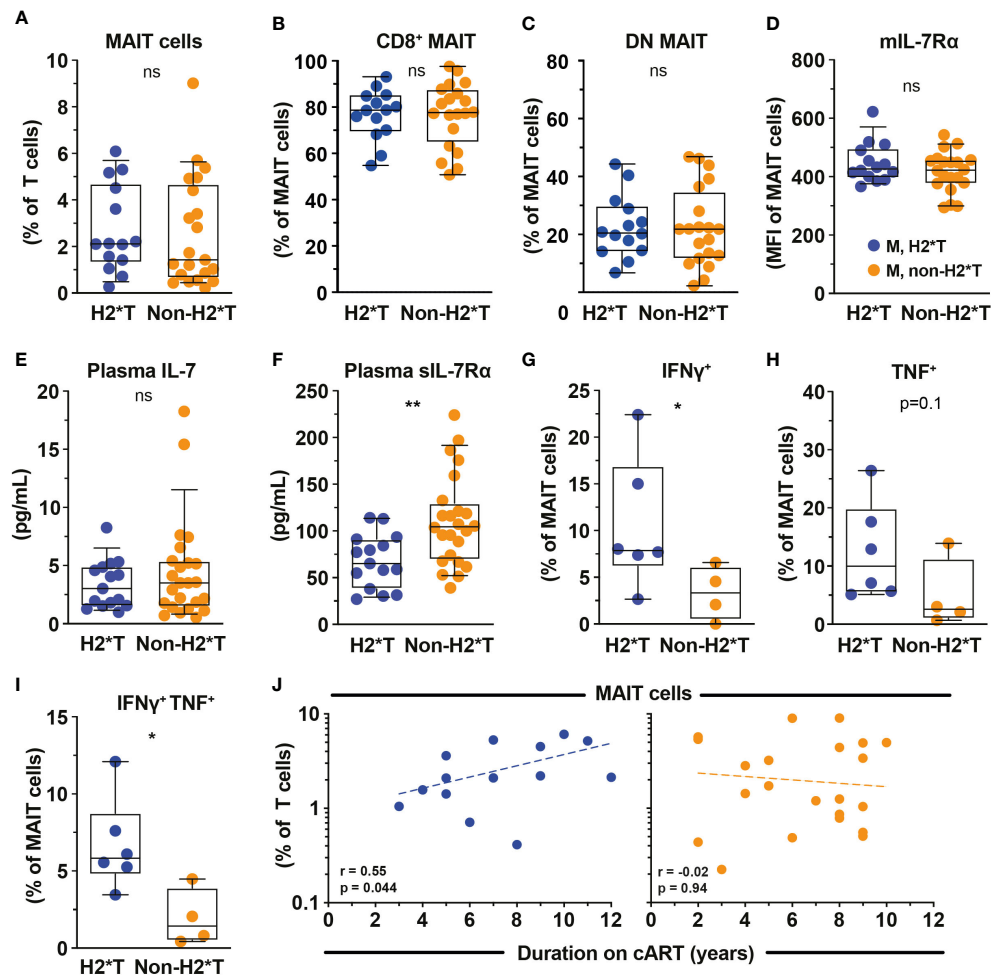 A
MAIT cells
ns
(% of T cells)
10
8
6
4
2
0
H2*T Non-H2*T
B
CD8⁺ MAIT
ns
(% of MAIT cells)
100
80
60
40
20
0
H2*T Non-H2*T
C
DN MAIT
ns
(% of MAIT cells)
80
60
40
20
0
0 H2*T Non-H2*T
D
mIL-7Rα
ns
(MFI of MAIT cells)
800
600
400
200
0
M, H2*T
M, non-H2*T
H2*T Non-H2*T
E
Plasma IL-7
ns
(pg/mL)
20
15
10
5
0
H2*T Non-H2*T
F
Plasma sIL-7Rα
**
(pg/mL)
250
200
150
100
50
0
H2*T Non-H2*T
G
IFNγ⁺
*
(% of MAIT cells)
25
20
15
10
5
0
H2*T Non-H2*T
H
TNF⁺
p=0.1
(% of MAIT cells)
40
30
20
10
0
H2*T Non-H2*T
I
IFNγ⁺ TNF⁺
*
(% of MAIT cells)
15
10
5
0
H2*T Non-H2*T
J
MAIT cells
(% of T cells)
10
1
0.1
r = 0.55
p = 0.044
0 2 4 6 8 10 12
r = -0.02
p = 0.94
0 2 4 6 8 10 12
Duration on cART (years)